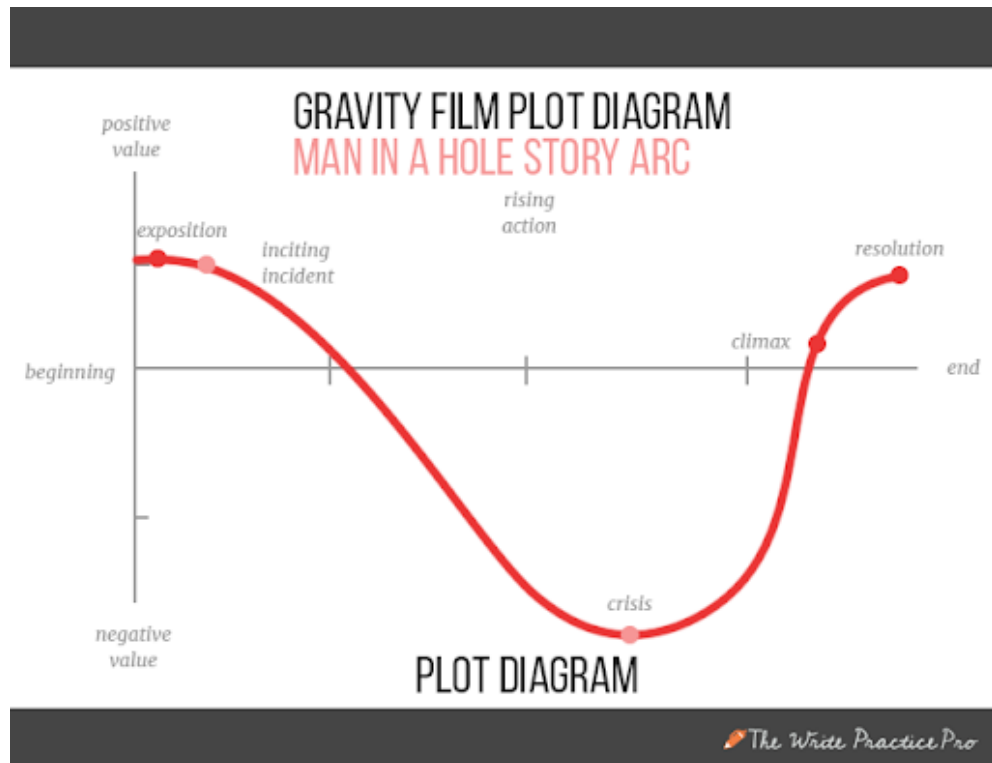 GRAVITY FILM PLOT DIAGRAM
MAN IN A HOLE STORY ARC
positive
value
rising
action
exposition
inciting
incident
resolution
climax
beginning
end
crisis
negative
value
PLOT DIAGRAM
The Write Practice Pro